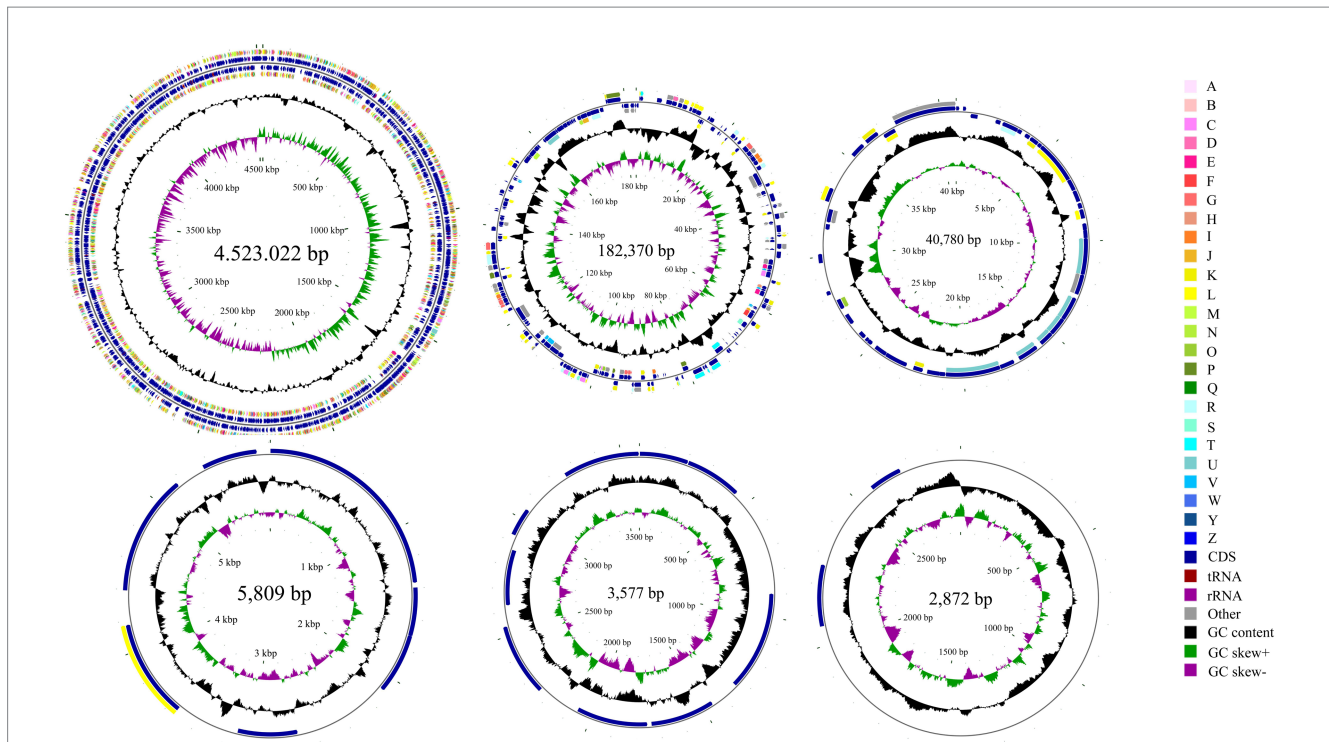 4500 kbp
500 kbp
1000 kbp
1500 kbp
2000 kbp
2500 kbp
3000 kbp
3500 kbp
4000 kbp
4.523.022 bp
180 kbp
20 kbp
40 kbp
60 kbp
80 kbp
100 kbp
120 kbp
140 kbp
160 kbp
182,370 bp
40 kbp
5 kbp
10 kbp
15 kbp
20 kbp
25 kbp
30 kbp
35 kbp
40,780 bp
1 kbp
2 kbp
3 kbp
4 kbp
5 kbp
5,809 bp
3500 bp
500 bp
1000 bp
1500 bp
2000 bp
2500 bp
3000 bp
3,577 bp
500 bp
1000 bp
1500 bp
2000 bp
2500 bp
2,872 bp
A
B
C
D
E
F
G
H
I
J
K
L
M
N
O
P
Q
R
S
T
U
V
W
Y
Z
CDS
tRNA
rRNA
Other
GC content
GC skew+
GC skew-